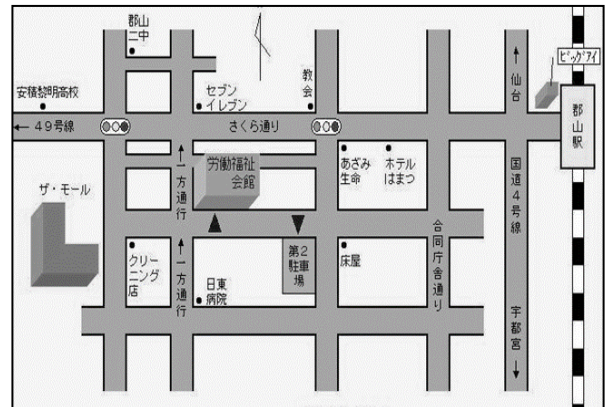 郡山
二中
ビッグアイ
↑仙台
安積黎明高校
セブン
イレブン
教会
← 49号線
さくら通り
郡山駅
労働福祉
会館
あざみ
生命
ホテル
はまつ
↑一方通行
国道4号線
ザ・モール
合同庁舎通り
クリー
ニング
店
↑一方通行
日東
病院
第2
駐車
場
床屋
宇都宮↓